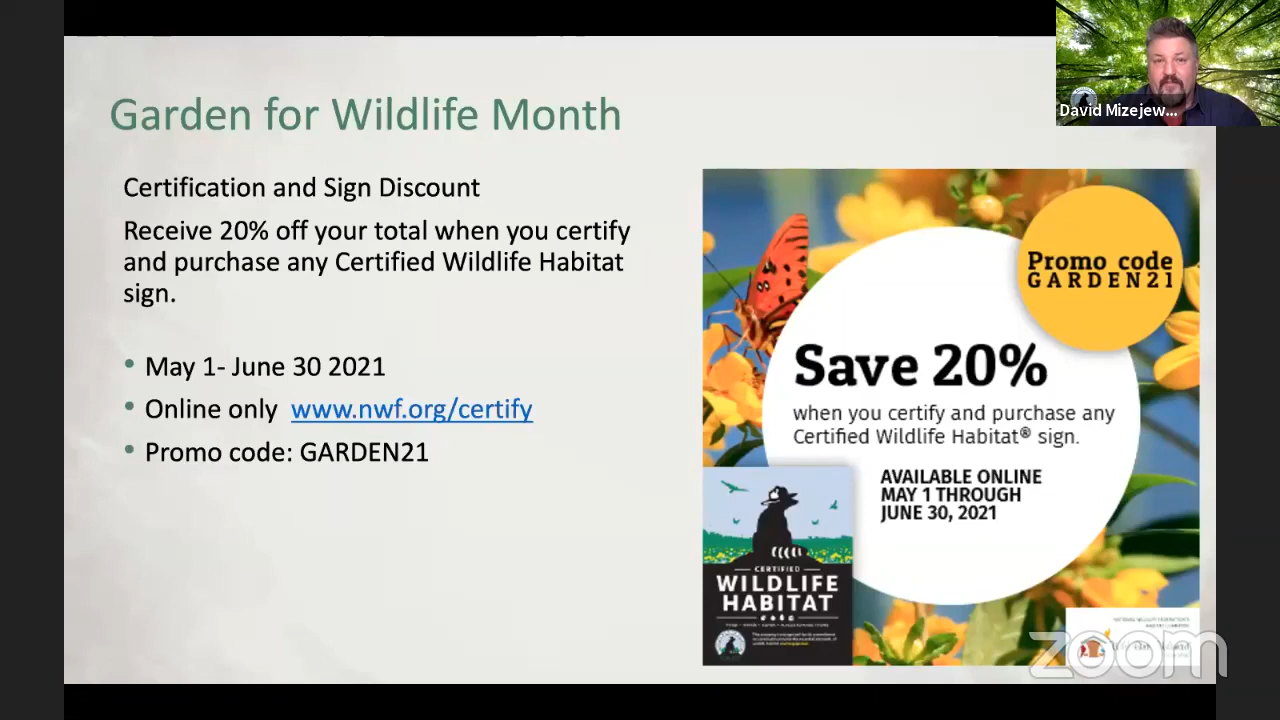 Garden for Wildlife Month
David Mizejew...
Certification and Sign Discount
Receive 20% off your total when you certify
and purchase any Certified Wildlife Habitat
sign.
• May 1- June 30 2021
• Online only www.nwf.org/certify
• Promo code: GARDEN21
Promo code
GARDEN21
Save 20%
when you certify and purchase any
Certified Wildlife Habitat® sign.
AVAILABLE ONLINE
MAY 1 THROUGH
JUNE 30, 2021
CERTIFIED
WILDLIFE
HABITAT
zoom